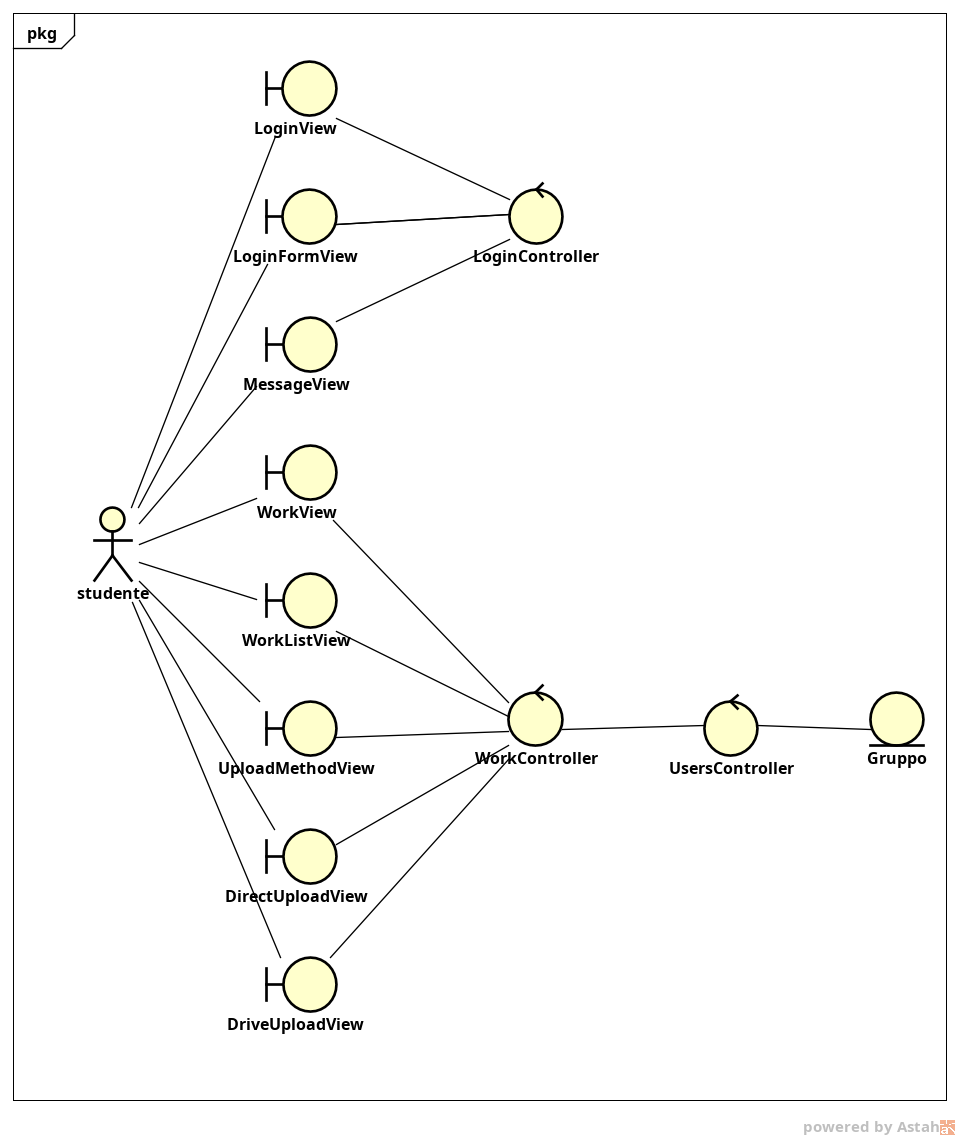 pkg
LoginView
LoginFormView
LoginController
MessageView
WorkView
studente
WorkListView
UploadMethodView
WorkController
UsersController
Gruppo
DirectUploadView
DriveUploadView
powered by Astah